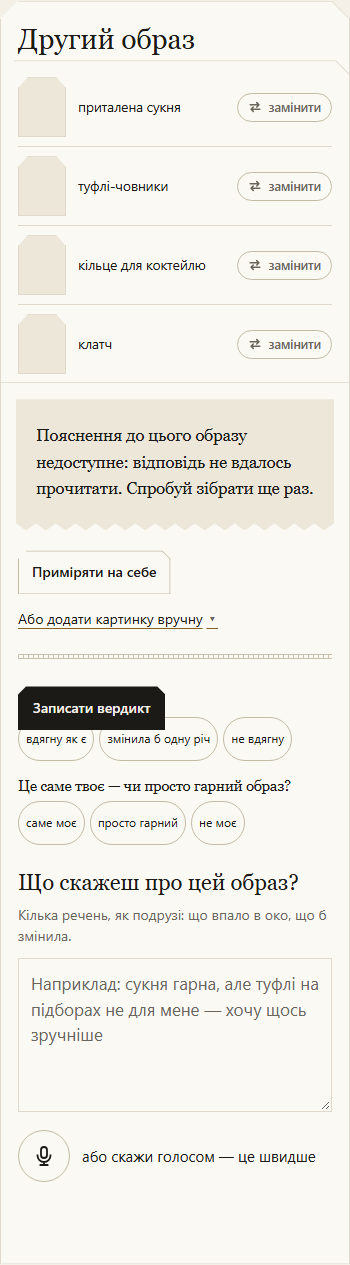 Другий образ
приталена сукня
замінити
туфлі-човники
замінити
кільце для коктейлю
замінити
клатч
замінити
Пояснення до цього образу
недоступне: відповідь не вдалось
прочитати. Спробуй зібрати ще раз.
Приміряти на себе
Або додати картинку вручну
Записати вердикт
вдягну як є
змінила б одну річ
не вдягну
Це саме твоє — чи просто гарний образ?
саме моє
просто гарний
не моє
Що скажеш про цей образ?
Кілька речень, як подрузі: що впало в око, що б
змінила.
Наприклад: сукня гарна, але туфлі на
підборах не для мене — хочу щось
зручніше
або скажи голосом — це швидше